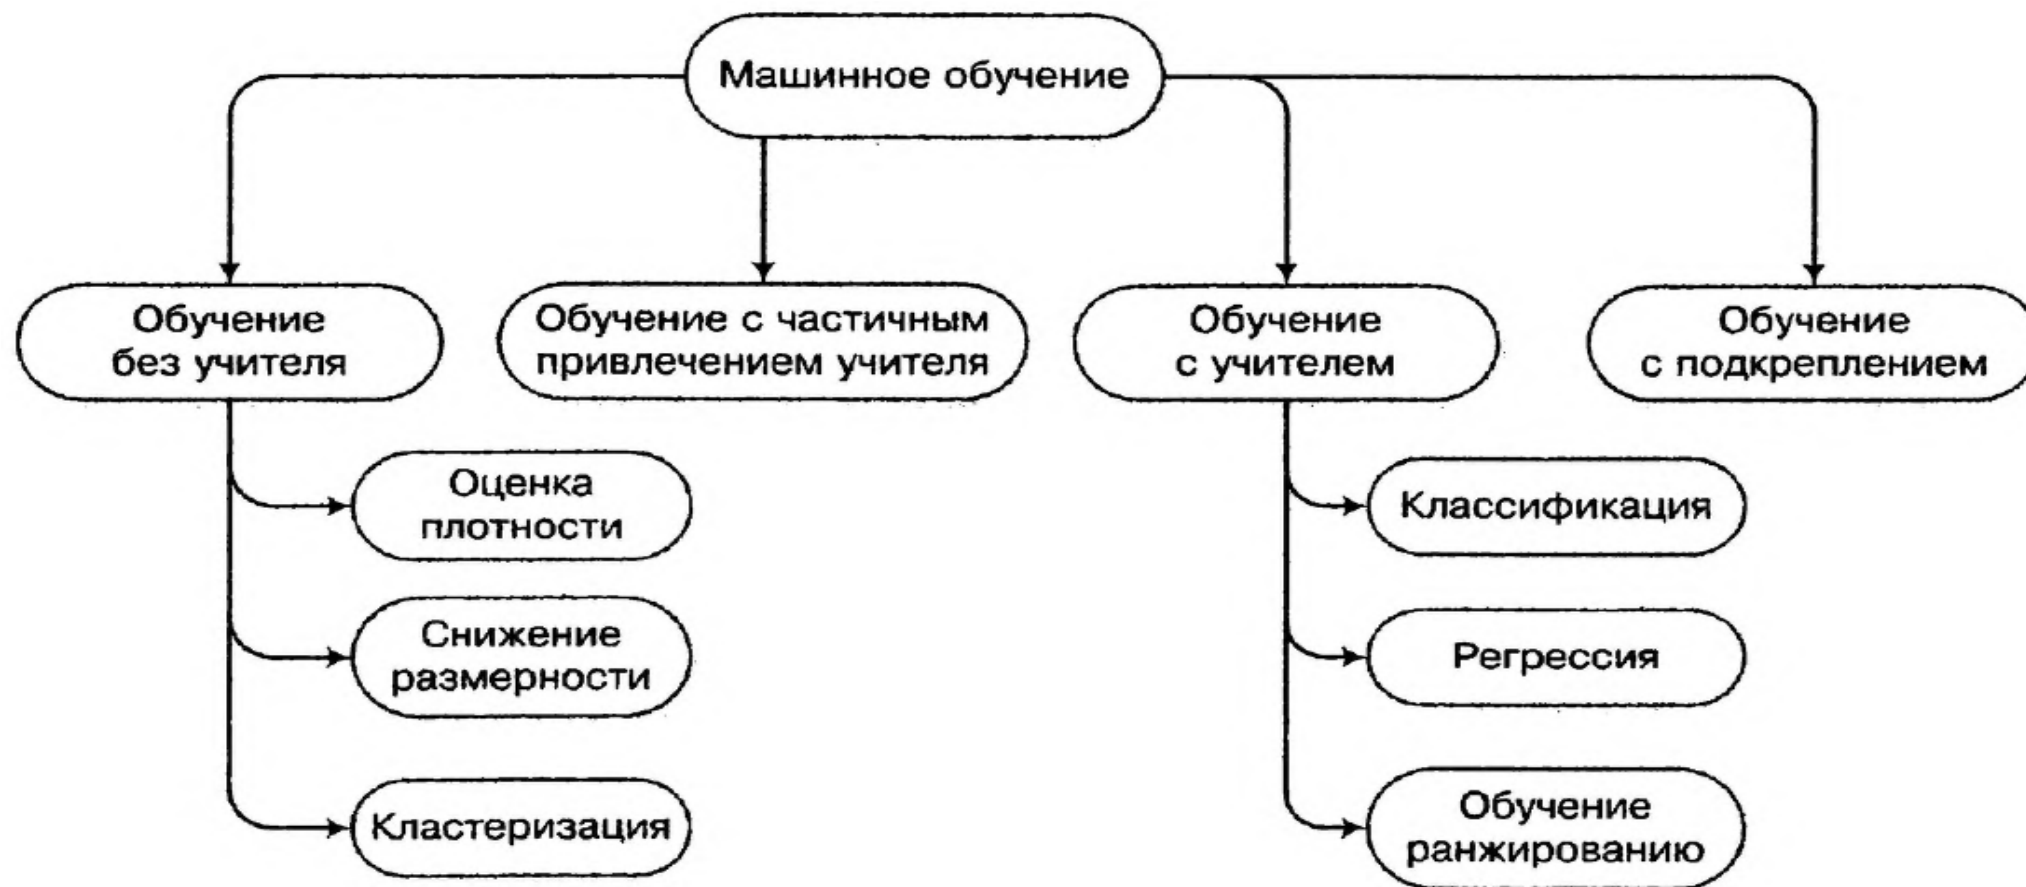 Машинное обучение
Обучение
без учителя
Обучение с частичным
привлечением учителя
Обучение
с учителем
Обучение
с подкреплением
Оценка
плотности
Снижение
размерности
Кластеризация
Классификация
Регрессия
Обучение
ранжированию